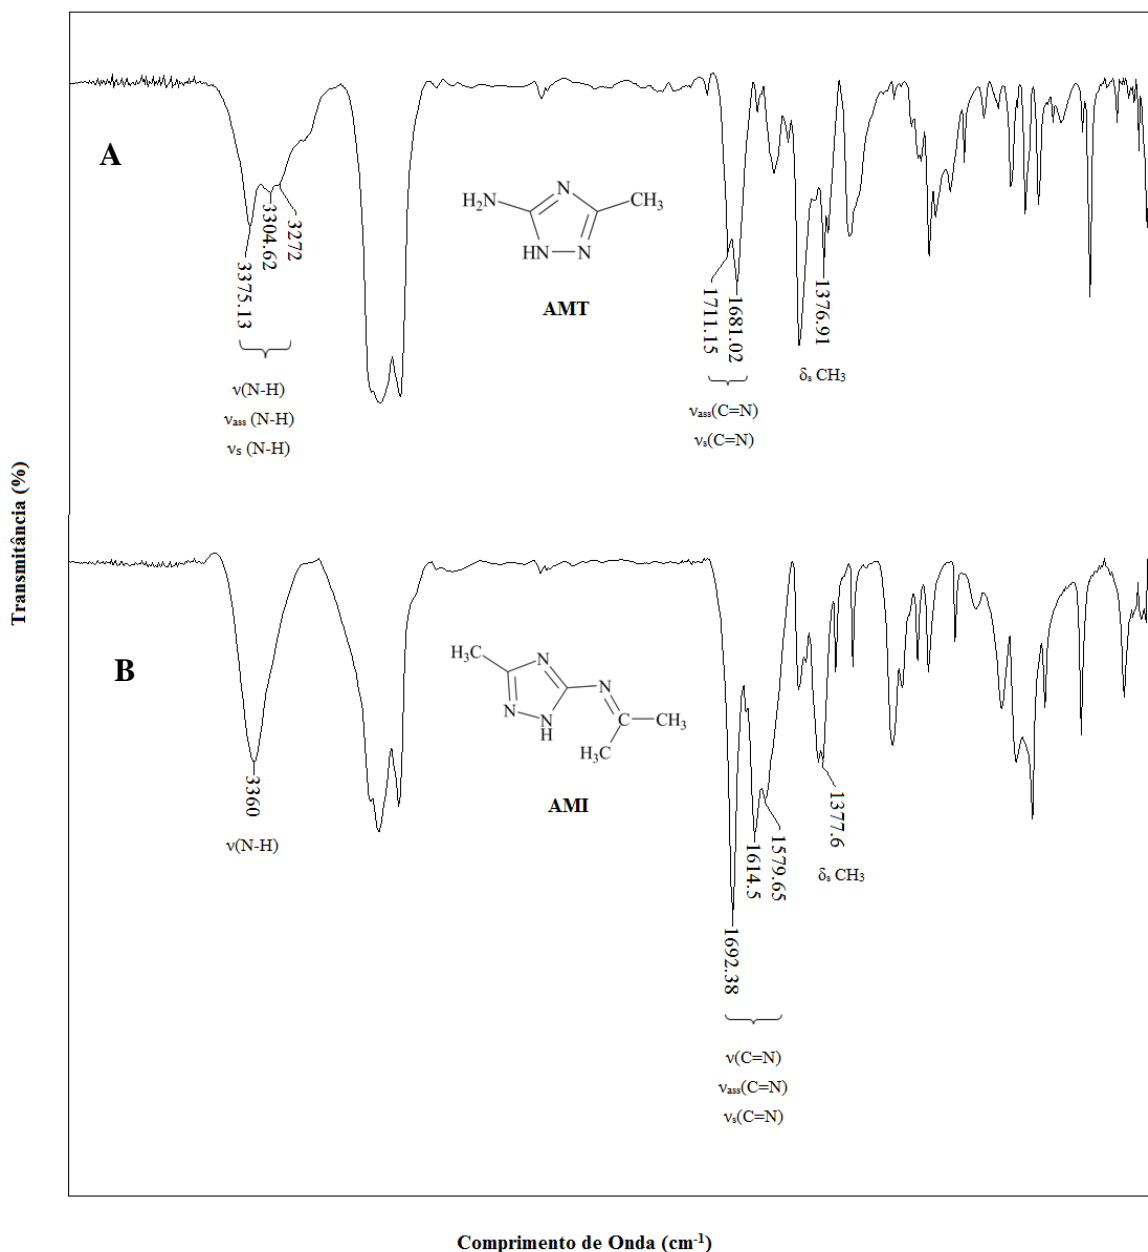 A
H₂N
N
CH₃
HN
N
AMT
3375.13
3304.62
3272
ν(N-H)
νass (N-H)
νs (N-H)
1711.15
1681.02
νass(C=N)
νs(C=N)
1376.91
δs CH3
Transmitância (%)
B
H₃C
N
N
N
N
H
C
CH₃
H₃C
AMI
3360
ν(N-H)
1692.38
1614.5
1579.65
ν(C=N)
νass(C=N)
νs(C=N)
1377.6
δs CH3
Comprimento de Onda (cm⁻¹)